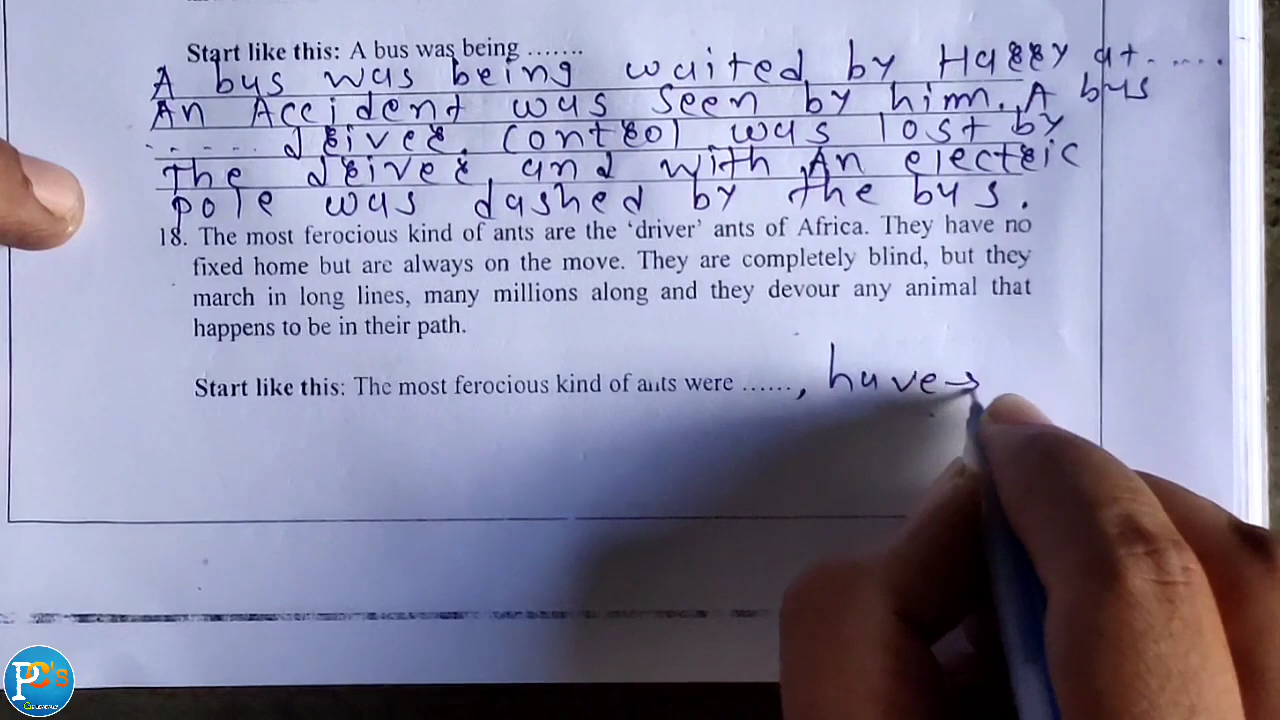 Start like this: A bus was being .......
A bus was being waited by Harry at.....
An Accident was seen by him. A bus
...... driver. Control was lost by
the driver and with An electric
pole was dashed by the bus.
18. The most ferocious kind of ants are the ‘driver’ ants of Africa. They have no
fixed home but are always on the move. They are completely blind, but they
march in long lines, many millions along and they devour any animal that
happens to be in their path.
Start like this: The most ferocious kind of ants were ......, have→
PC's